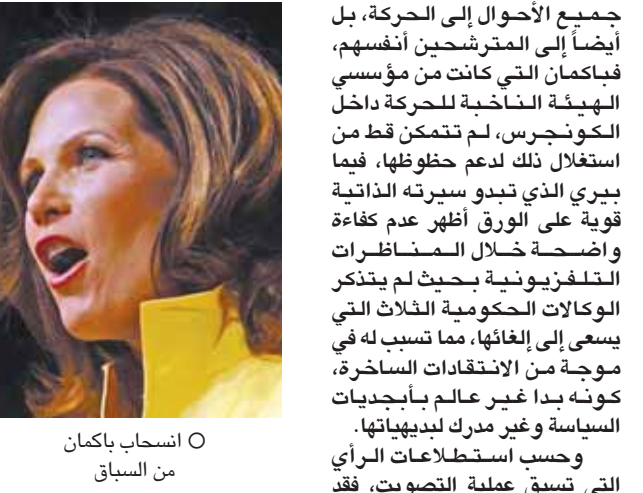 جميع الأحوال إلى الحركة، بل
أيضاً إلى المترشحين أنفسهم،
فباكمان التي كانت من مؤسسي
الهيئة الناخبة للحركة داخل
الكونجرس، لم تتمكن قط من
استغلال ذلك لدعم حظوظها، فيما
بيري الذي تبدو سيرته الذاتية
قوية على الورق أظهر عدم كفاءة
واضحة خلال المناظرات
التلفزيونية بحيث لم يتذكر
الوكالات الحكومية الثلاث التي
يسعى إلى إلغائها، مما تسبب له في
موجة من الانتقادات الساخرة،
كونه بدا غير عالم بأبجديات
السياسة وغير مدرك لبديهياتها.
وحسب استطلاعات الرأي
التي تسبق عملية التصويت، فقد
○ انسحاب باكمان
من السباق